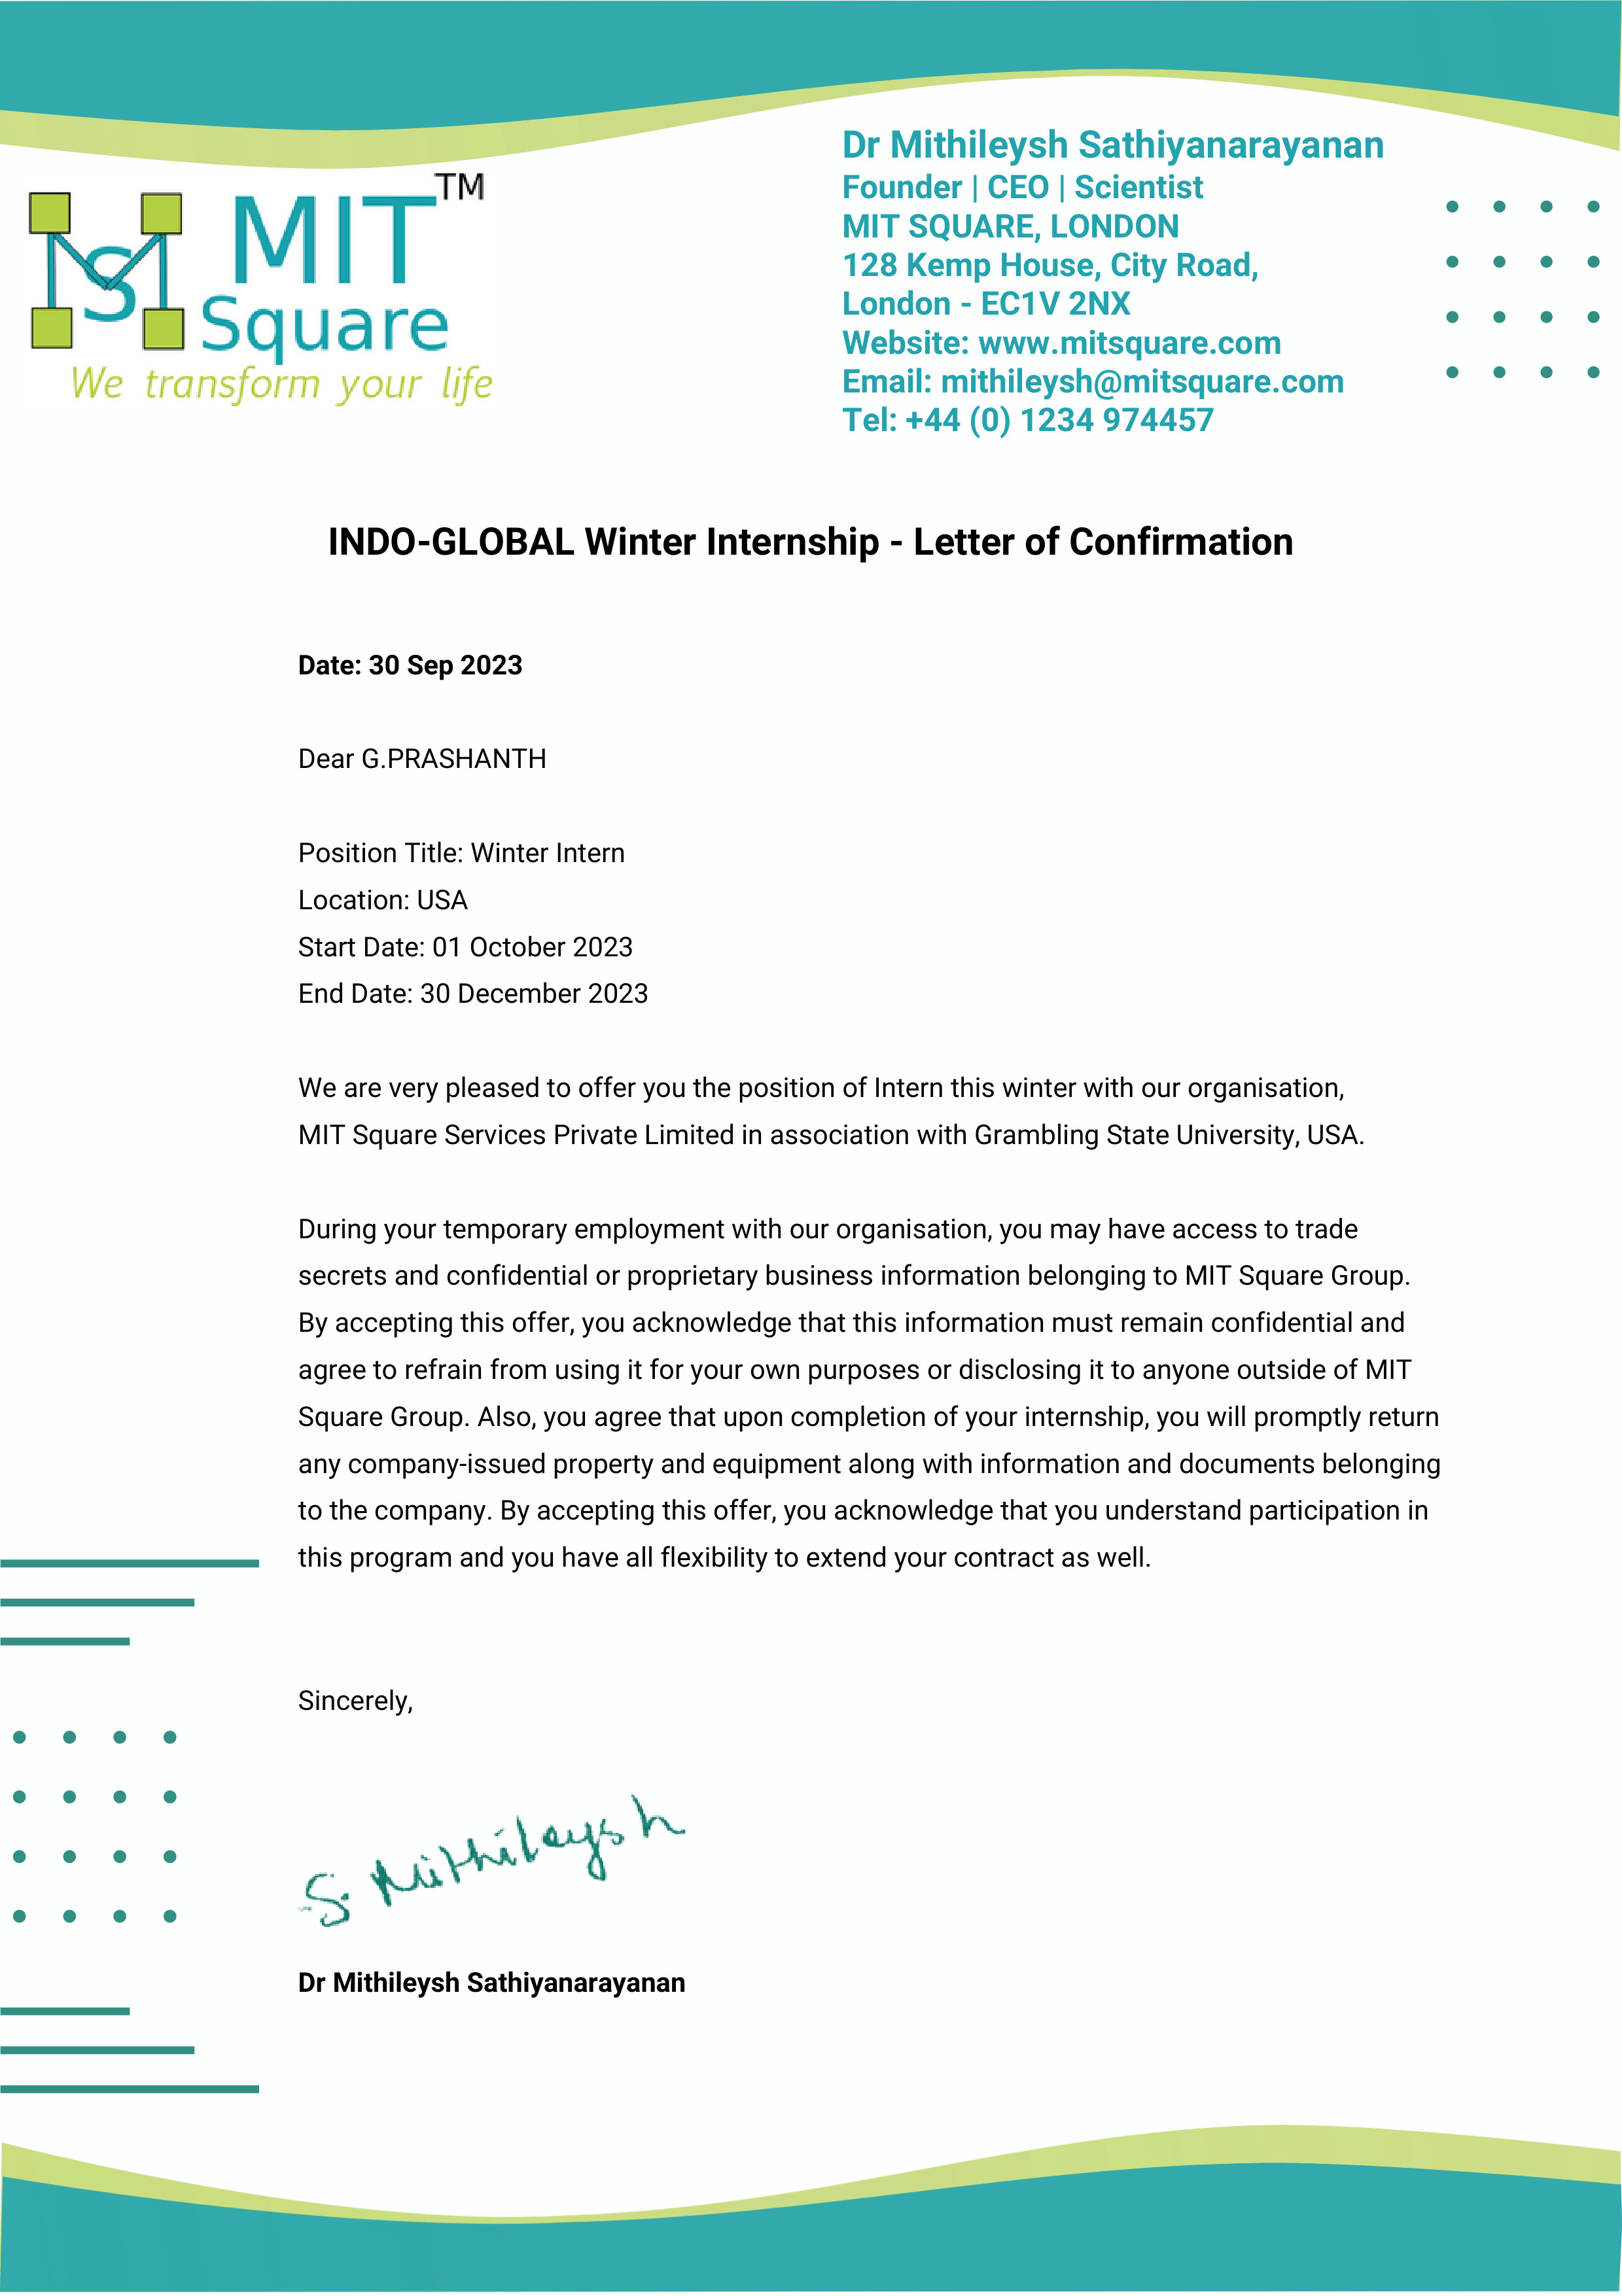 MIT TM
Square
We transform your life
Dr Mithileysh Sathiyanarayanan
Founder | CEO | Scientist
MIT SQUARE, LONDON
128 Kemp House, City Road,
London - EC1V 2NX
Website: www.mitsquare.com
Email: mithileysh@mitsquare.com
Tel: +44 (0) 1234 974457
INDO-GLOBAL Winter Internship - Letter of Confirmation
Date: 30 Sep 2023
Dear G.PRASHANTH
Position Title: Winter Intern
Location: USA
Start Date: 01 October 2023
End Date: 30 December 2023
We are very pleased to offer you the position of Intern this winter with our organisation,
MIT Square Services Private Limited in association with Grambling State University, USA.
During your temporary employment with our organisation, you may have access to trade
secrets and confidential or proprietary business information belonging to MIT Square Group.
By accepting this offer, you acknowledge that this information must remain confidential and
agree to refrain from using it for your own purposes or disclosing it to anyone outside of MIT
Square Group. Also, you agree that upon completion of your internship, you will promptly return
any company-issued property and equipment along with information and documents belonging
to the company. By accepting this offer, you acknowledge that you understand participation in
this program and you have all flexibility to extend your contract as well.
Sincerely,
S. Mithileysh
Dr Mithileysh Sathiyanarayanan